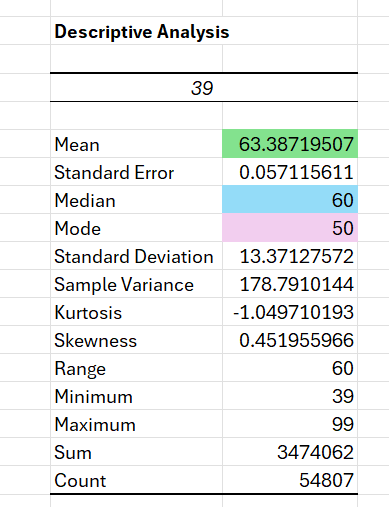 Descriptive Analysis
39
Mean 63.38719507
Standard Error 0.057115611
Median 60
Mode 50
Standard Deviation 13.37127572
Sample Variance 178.7910144
Kurtosis -1.049710193
Skewness 0.451955966
Range 60
Minimum 39
Maximum 99
Sum 3474062
Count 54807